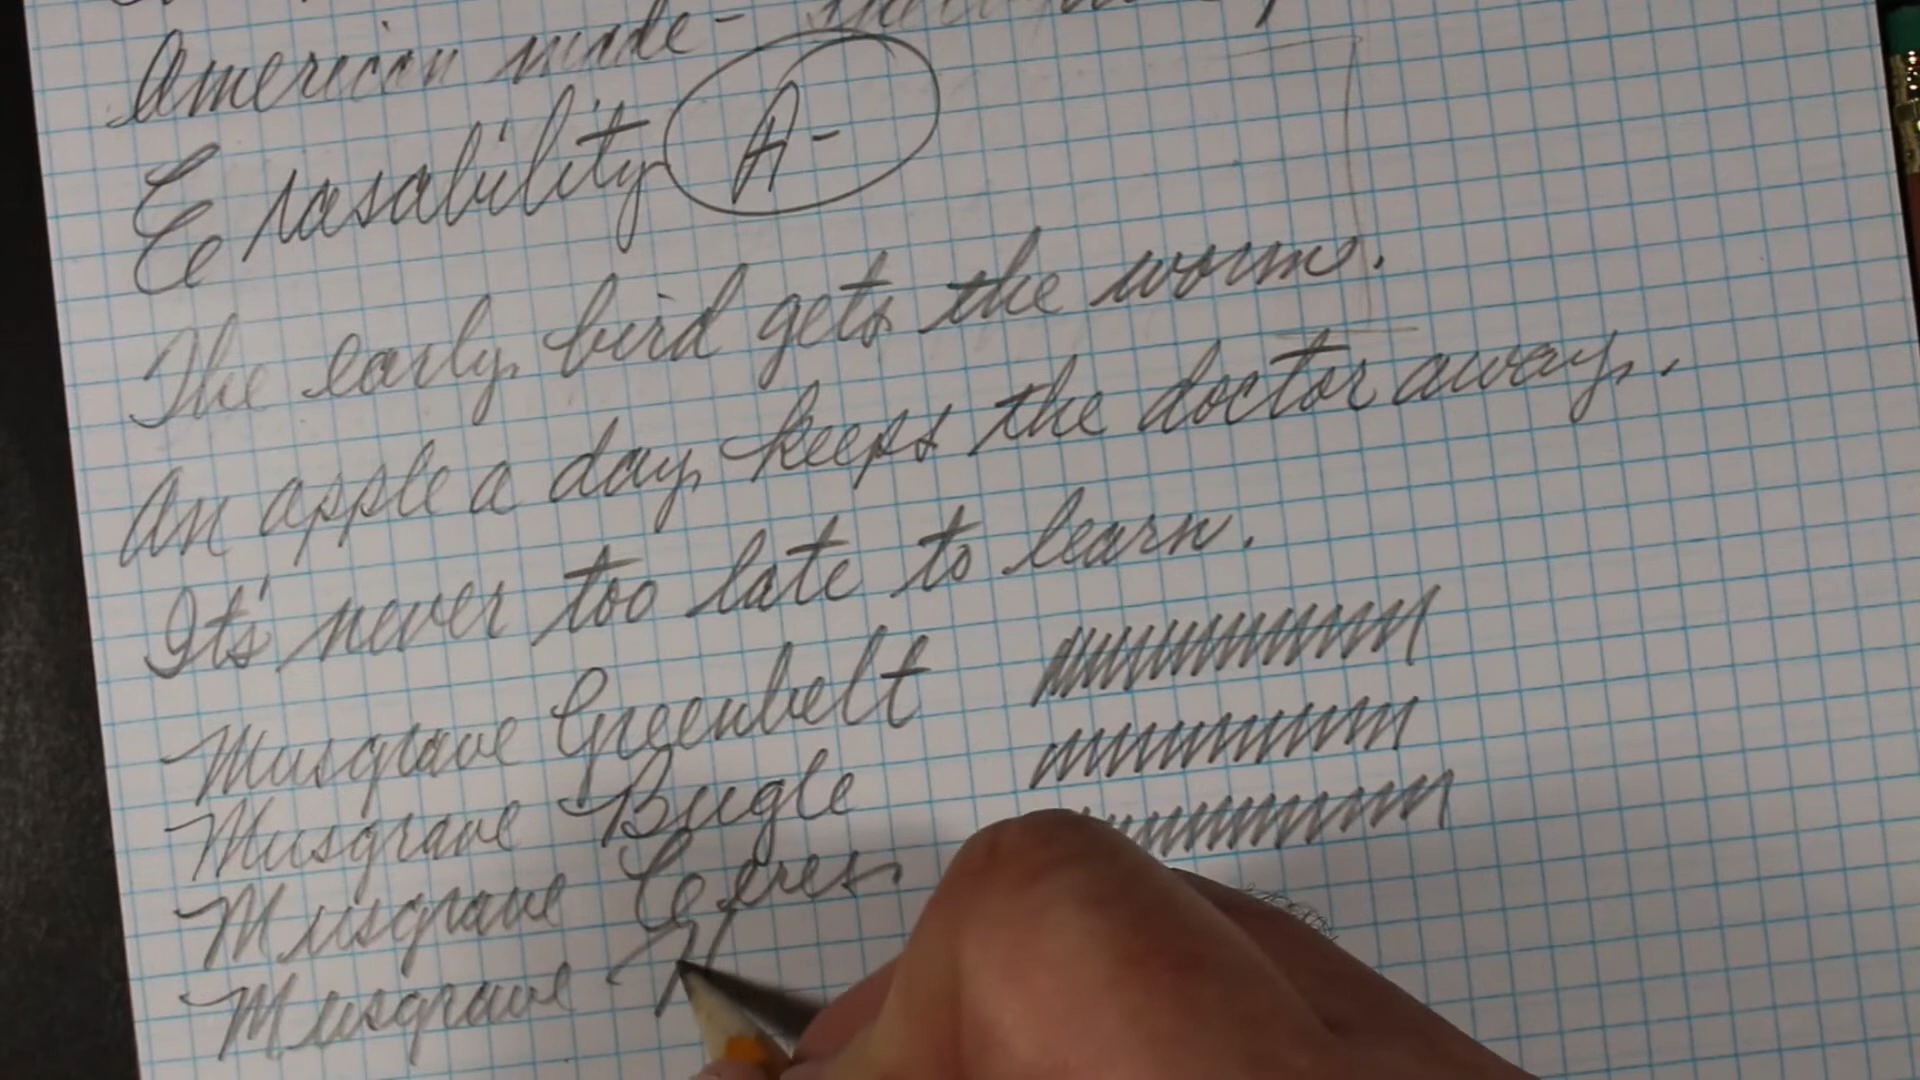 American made -
Erasability A-
The early bird gets the worm.
An apple a day keeps the doctor away.
It's never too late to learn.
Musgrave Greenbelt
Musgrave Bugle
Musgrave Ceres
Musgrave